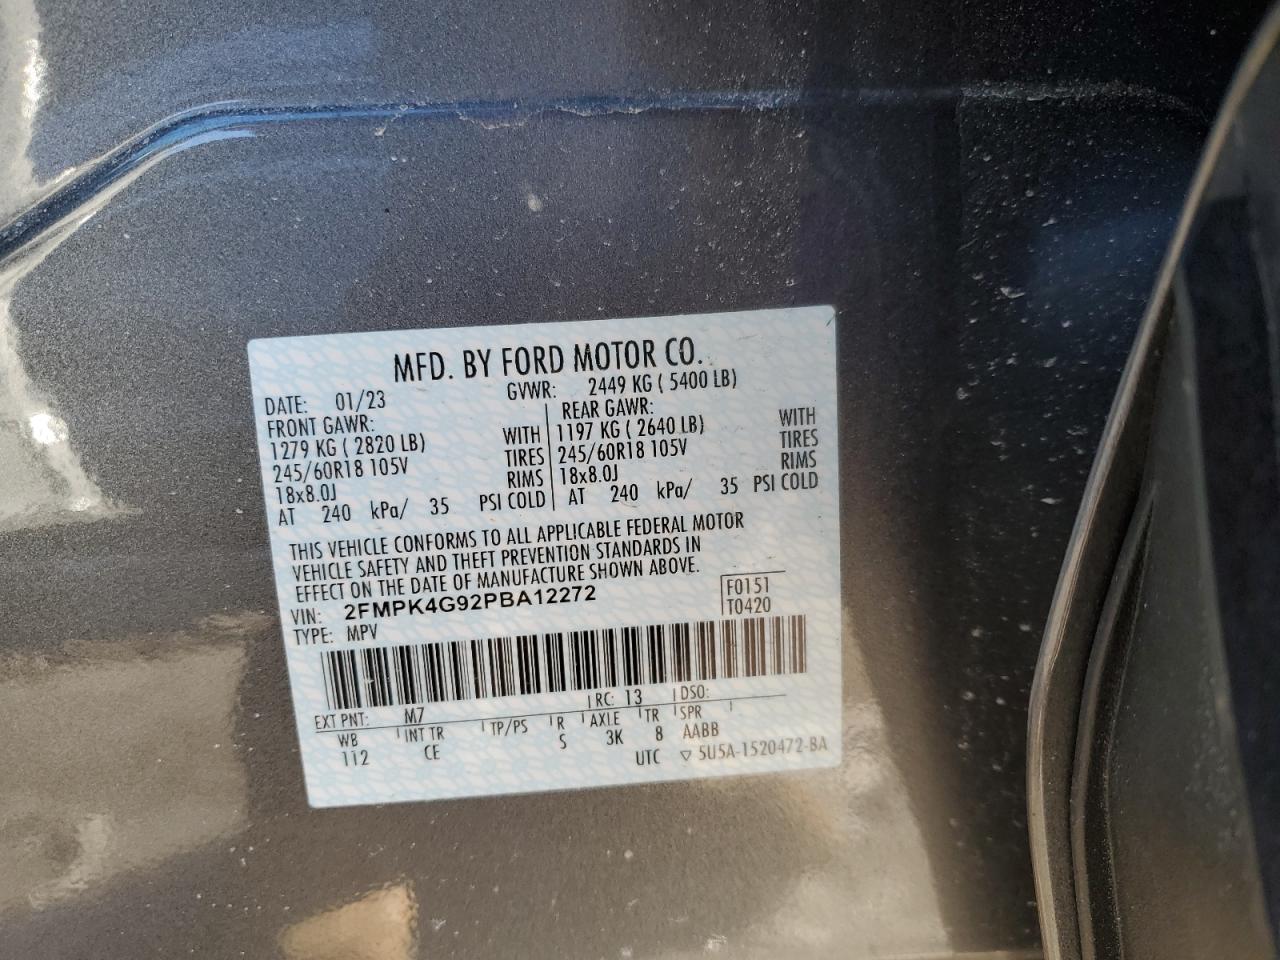 MFD. BY FORD MOTOR CO.
DATE: 01/23 GVWR: 2449 KG ( 5400 LB)
FRONT GAWR: REAR GAWR:
1279 KG ( 2820 LB) WITH 1197 KG ( 2640 LB) WITH
245/60R18 105V TIRES 245/60R18 105V TIRES
18x8.0J RIMS 18x8.0J RIMS
AT 240 kPa/ 35 PSI COLD AT 240 kPa/ 35 PSI COLD
THIS VEHICLE CONFORMS TO ALL APPLICABLE FEDERAL MOTOR
VEHICLE SAFETY AND THEFT PREVENTION STANDARDS IN
EFFECT ON THE DATE OF MANUFACTURE SHOWN ABOVE.
VIN: 2FMPK4G92PBA12272 F0151
TYPE: MPV T0420
EXT PNT: M7 RC: 13 DSO:
WB INT TR TP/PS R AXLE TR SPR
112 CE S 3K 8 AABB
UTC ▽ 5U5A-1520472-BA